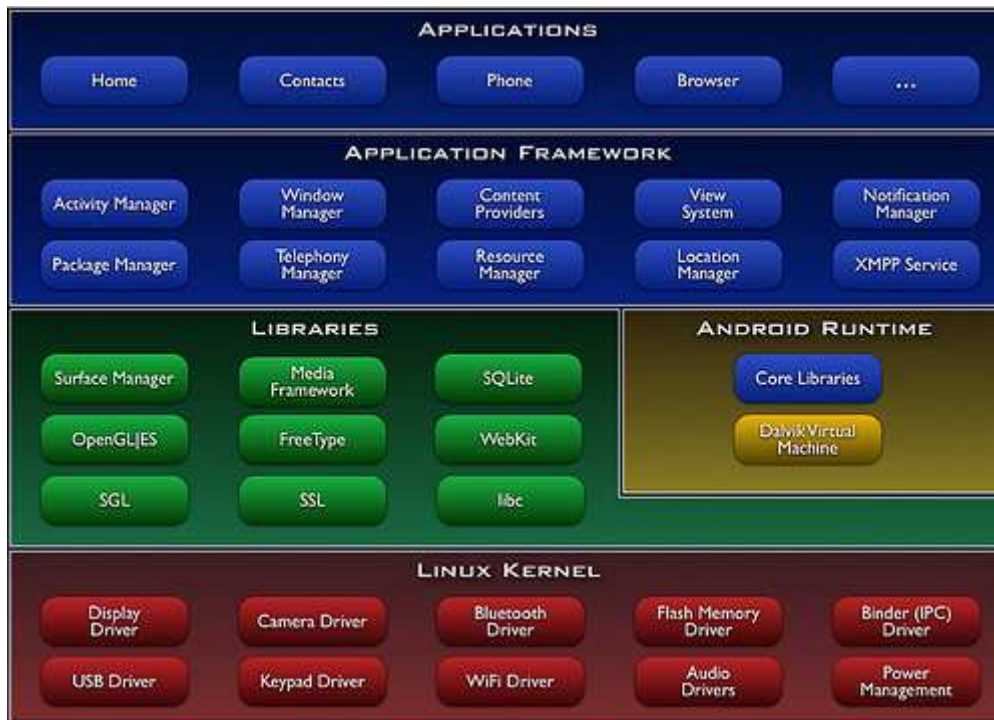 APPLICATIONS
Home
Contacts
Phone
Browser
...
APPLICATION FRAMEWORK
Activity Manager
Window
Manager
Content
Providers
View
System
Notification
Manager
Package Manager
Telephony
Manager
Resource
Manager
Location
Manager
XMPP Service
LIBRARIES
Surface Manager
Media
Framework
SQLite
OpenGL|ES
FreeType
WebKit
SGL
SSL
libc
ANDROID RUNTIME
Core Libraries
Dalvik Virtual
Machine
LINUX KERNEL
Display
Driver
Camera Driver
Bluetooth
Driver
Flash Memory
Driver
Binder (IPC)
Driver
USB Driver
Keypad Driver
WiFi Driver
Audio
Drivers
Power
Management